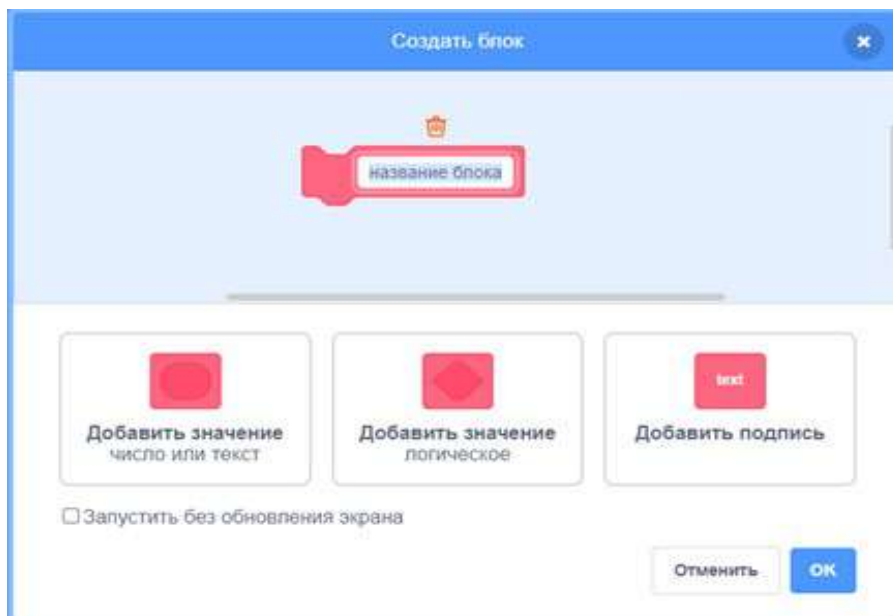 Создать блок
название блока
text
Добавить значение
число или текст
Добавить значение
логическое
Добавить подпись
Запустить без обновления экрана
Отменить
OK